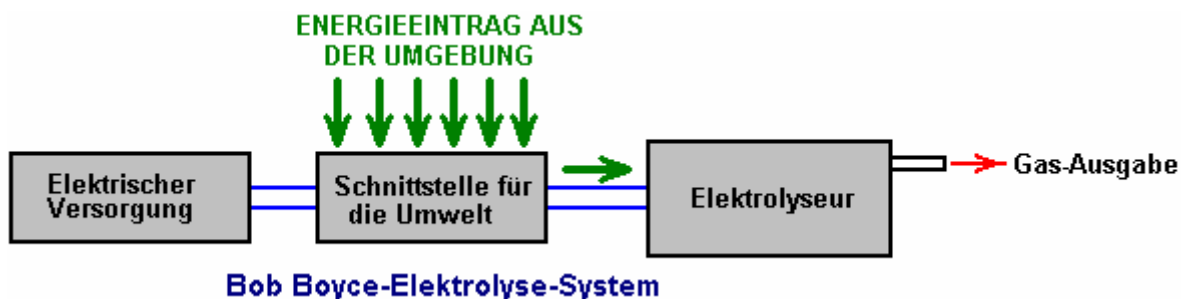 ENERGIEEINTRAG AUS
DER UMGEBUNG
Elektrischer
Versorgung
Schnittstelle für
die Umwelt
Elektrolyseur
Gas-Ausgabe
Bob Boyce-Elektrolyse-System